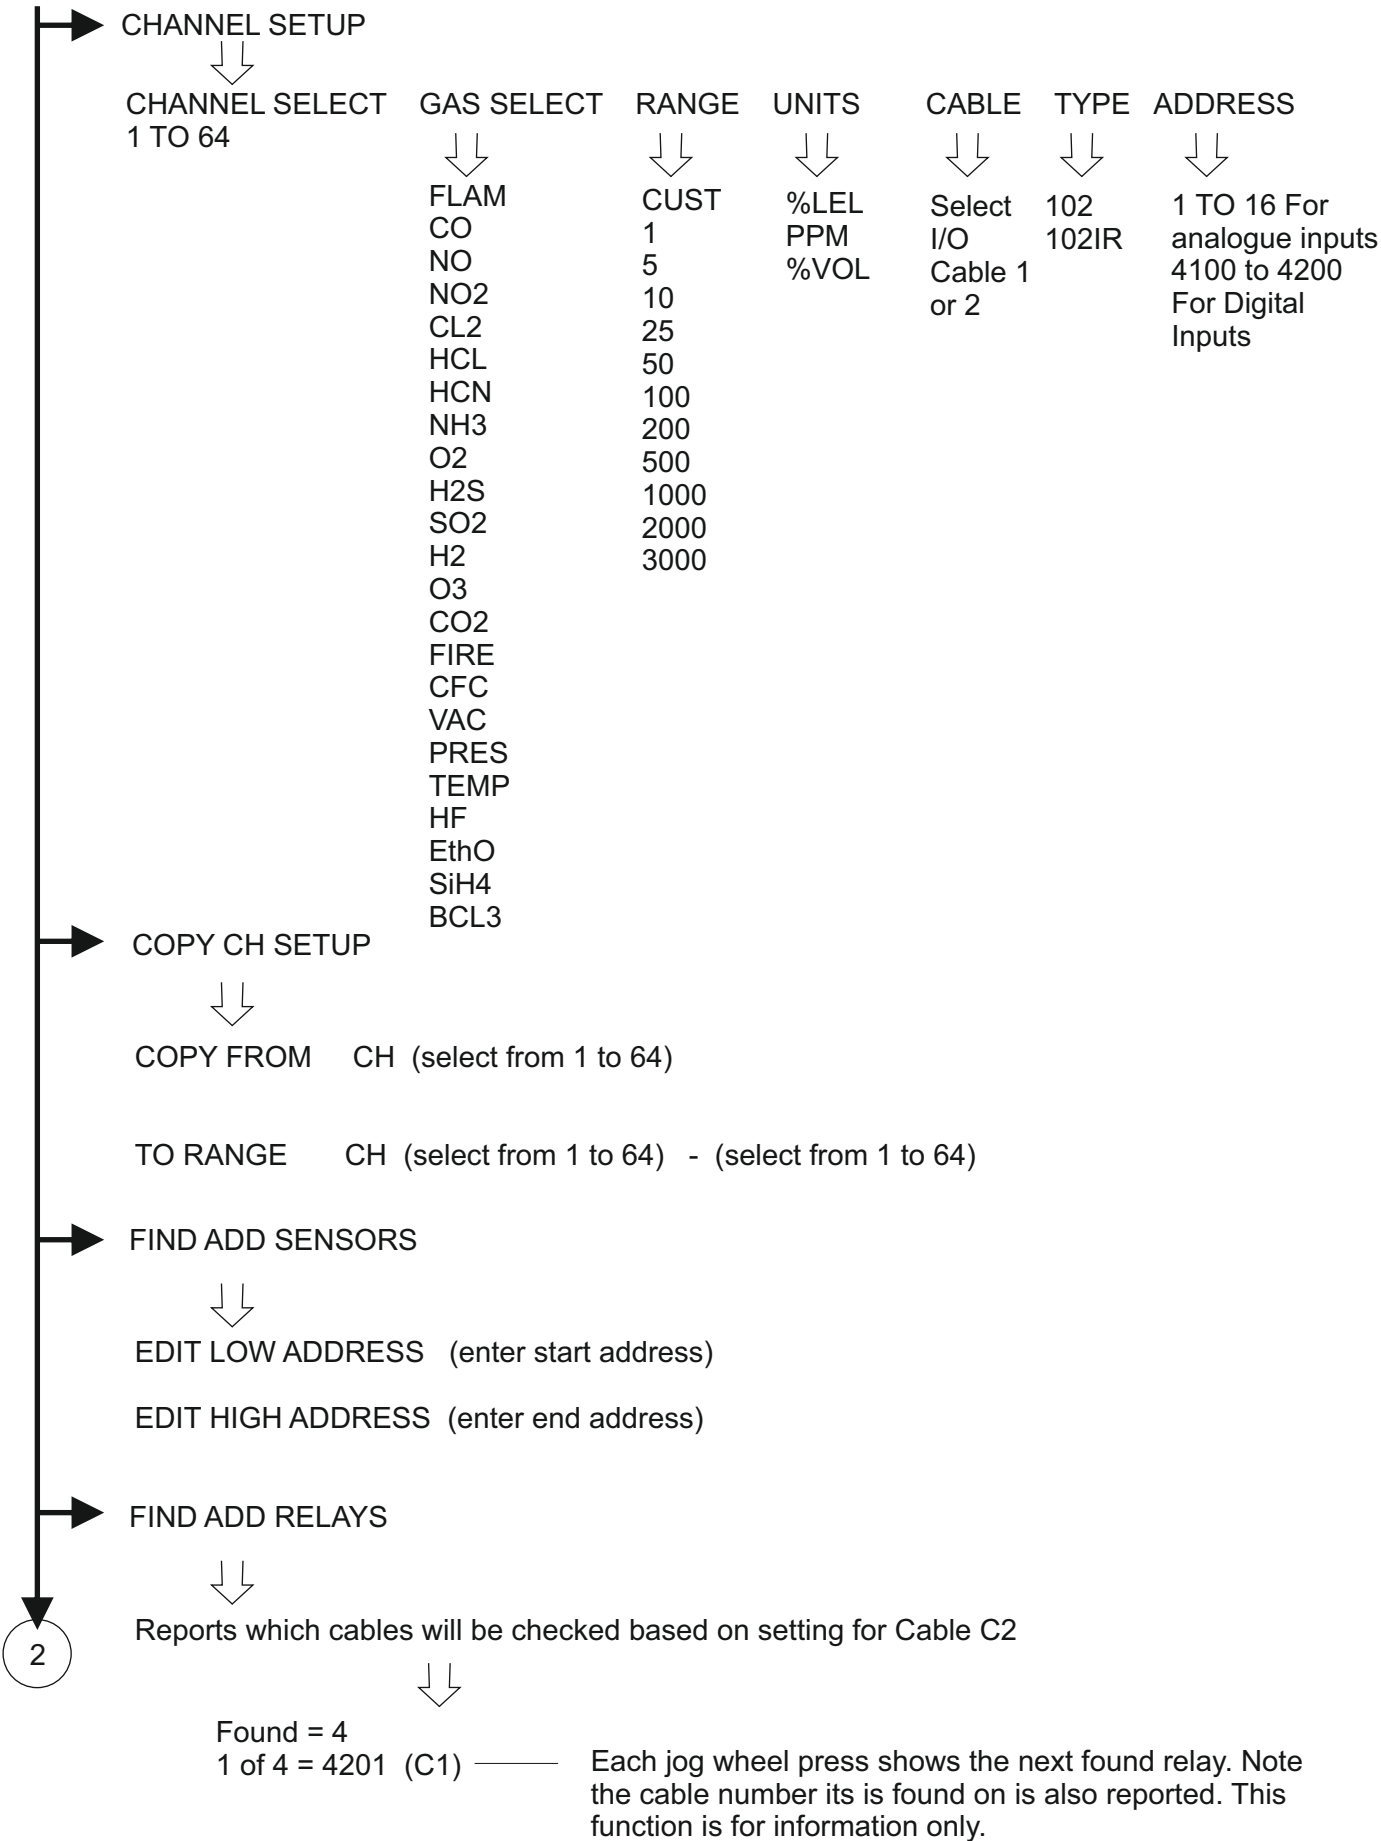 CHANNEL SETUP
CHANNEL SELECT
1 TO 64
GAS SELECT
FLAM
CO
NO
NO2
CL2
HCL
HCN
NH3
O2
H2S
SO2
H2
O3
CO2
FIRE
CFC
VAC
PRES
TEMP
HF
EthO
SiH4
BCL3
RANGE
CUST
1
5
10
25
50
100
200
500
1000
2000
3000
UNITS
%LEL
PPM
%VOL
CABLE
Select
I/O
Cable 1
or 2
TYPE
102
102IR
ADDRESS
1 TO 16 For
analogue inputs
4100 to 4200
For Digital
Inputs
COPY CH SETUP
COPY FROM CH (select from 1 to 64)
TO RANGE CH (select from 1 to 64) - (select from 1 to 64)
FIND ADD SENSORS
EDIT LOW ADDRESS (enter start address)
EDIT HIGH ADDRESS (enter end address)
FIND ADD RELAYS
Reports which cables will be checked based on setting for Cable C2
2
Found = 4
1 of 4 = 4201 (C1)
Each jog wheel press shows the next found relay. Note
the cable number its is found on is also reported. This
function is for information only.